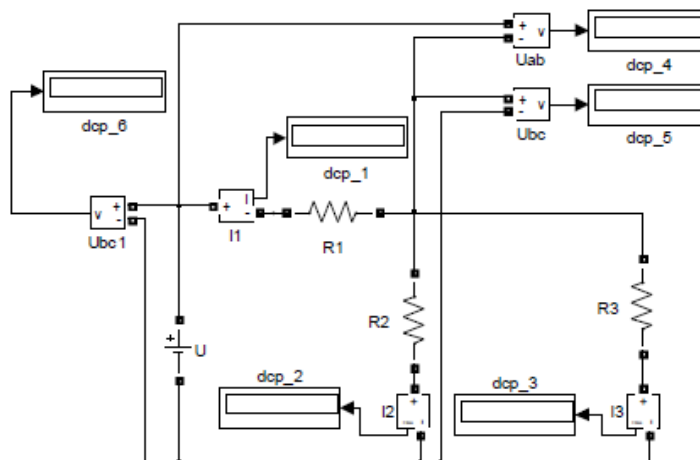 + - v
Uab
dcp_4
+ - v
Ubc
dcp_5
dcp_6
dcp_1
v + -
Ubc1
+ I -
I1
R1
R2
R3
+
U
dcp_2
dcp_3
+
I2
+
I3